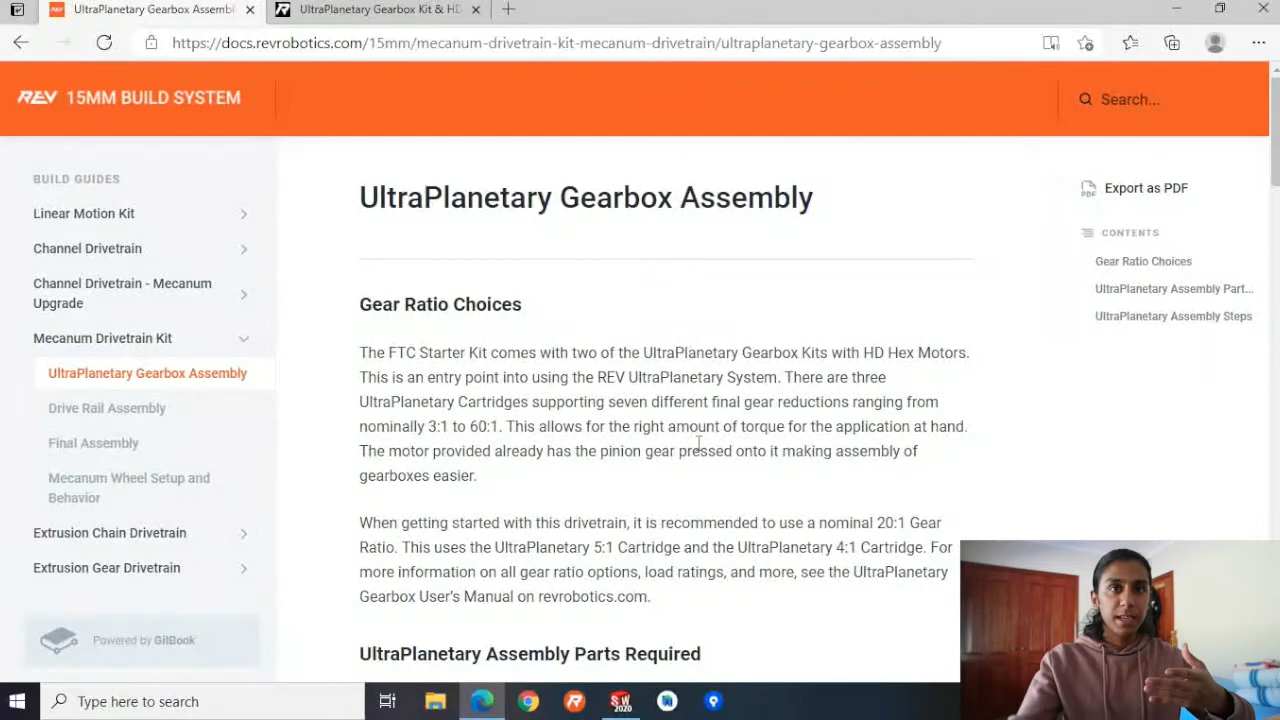 UltraPlanetary Gearbox Assembl
UltraPlanetary Gearbox Kit & HD
https://docs.revrobotics.com/15mm/mecanum-drivetrain-kit-mecanum-drivetrain/ultraplanetary-gearbox-assembly
REV 15MM BUILD SYSTEM
Search...
BUILD GUIDES
Linear Motion Kit
Channel Drivetrain
Channel Drivetrain - Mecanum
Upgrade
Mecanum Drivetrain Kit
UltraPlanetary Gearbox Assembly
Drive Rail Assembly
Final Assembly
Mecanum Wheel Setup and
Behavior
Extrusion Chain Drivetrain
Extrusion Gear Drivetrain
Powered by GitBook
UltraPlanetary Gearbox Assembly
Gear Ratio Choices
The FTC Starter Kit comes with two of the UltraPlanetary Gearbox Kits with HD Hex Motors.
This is an entry point into using the REV UltraPlanetary System. There are three
UltraPlanetary Cartridges supporting seven different final gear reductions ranging from
nominally 3:1 to 60:1. This allows for the right amount of torque for the application at hand.
The motor provided already has the pinion gear pressed onto it making assembly of
gearboxes easier.
When getting started with this drivetrain, it is recommended to use a nominal 20:1 Gear
Ratio. This uses the UltraPlanetary 5:1 Cartridge and the UltraPlanetary 4:1 Cartridge. For
more information on all gear ratio options, load ratings, and more, see the UltraPlanetary
Gearbox User's Manual on revrobotics.com.
UltraPlanetary Assembly Parts Required
PDF
Export as PDF
CONTENTS
Gear Ratio Choices
UltraPlanetary Assembly Part...
UltraPlanetary Assembly Steps
Type here to search
SW
2020